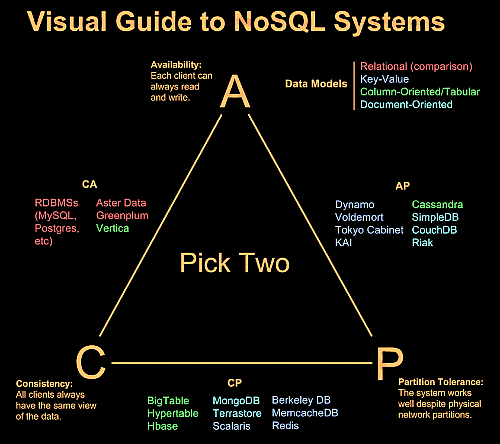 Visual Guide to NoSQL Systems
Availability:
Each client can
always read
and write.
A
Data Models
Relational (comparison)
Key-Value
Column-Oriented/Tabular
Document-Oriented
CA
RDBMSs
(MySQL,
Postgres,
etc)
Aster Data
Greenplum
Vertica
AP
Dynamo
Voldemort
Tokyo Cabinet
KAI
Cassandra
SimpleDB
CouchDB
Riak
Pick Two
C
P
Consistency:
All clients always
have the same view
of the data.
CP
BigTable
Hypertable
Hbase
MongoDB
Terrastore
Scalaris
Berkeley DB
MemcacheDB
Redis
Partition Tolerance:
The system works
well despite physical
network partitions.